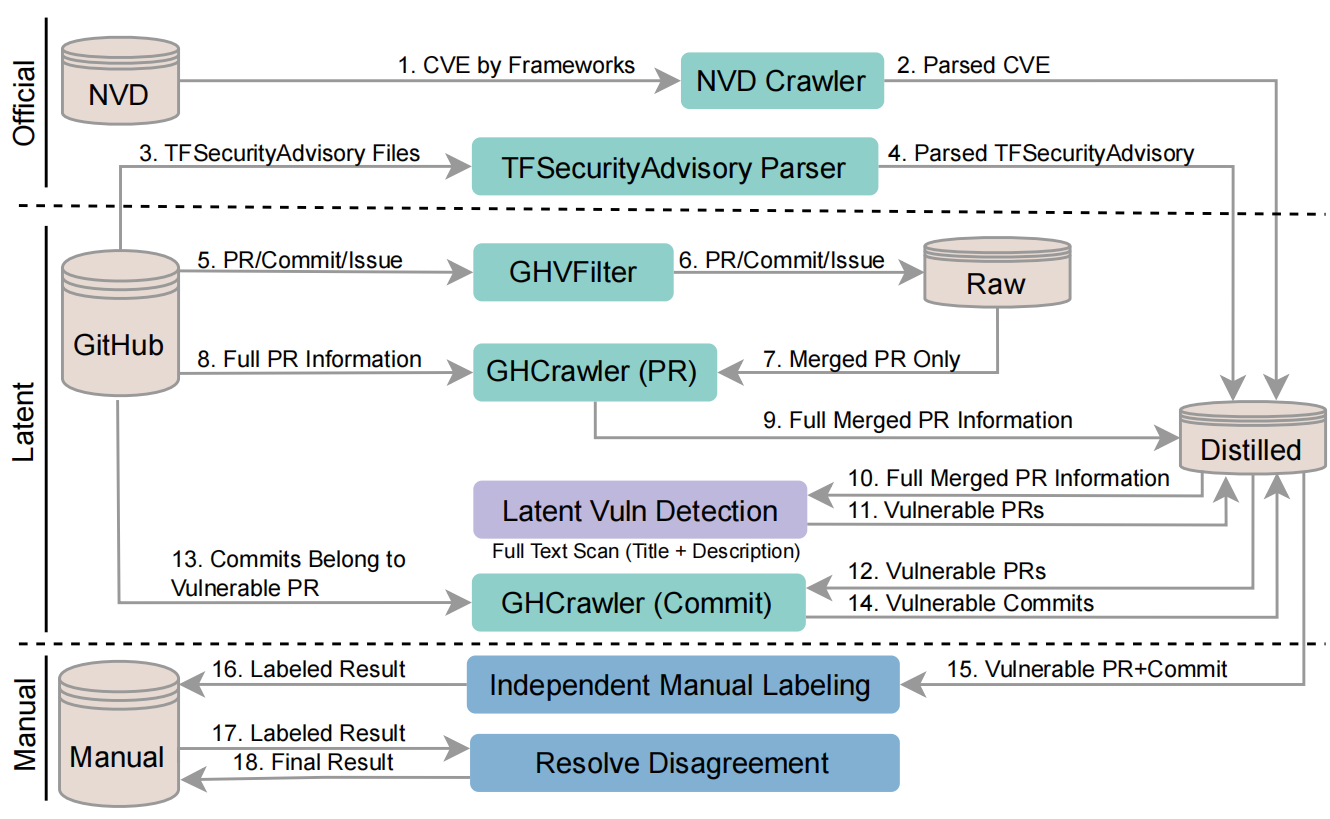 Official
NVD
1. CVE by Frameworks
NVD Crawler
2. Parsed CVE
3. TFSecurityAdvisory Files
TFSecurityAdvisory Parser
4. Parsed TFSecurityAdvisory
Latent
GitHub
5. PR/Commit/Issue
GHVFilter
6. PR/Commit/Issue
Raw
8. Full PR Information
GHCrawler (PR)
7. Merged PR Only
9. Full Merged PR Information
Distilled
10. Full Merged PR Information
Latent Vuln Detection
11. Vulnerable PRs
Full Text Scan (Title + Description)
13. Commits Belong to
Vulnerable PR
12. Vulnerable PRs
GHCrawler (Commit)
14. Vulnerable Commits
Manual
Manual
16. Labeled Result
Independent Manual Labeling
15. Vulnerable PR+Commit
17. Labeled Result
18. Final Result
Resolve Disagreement